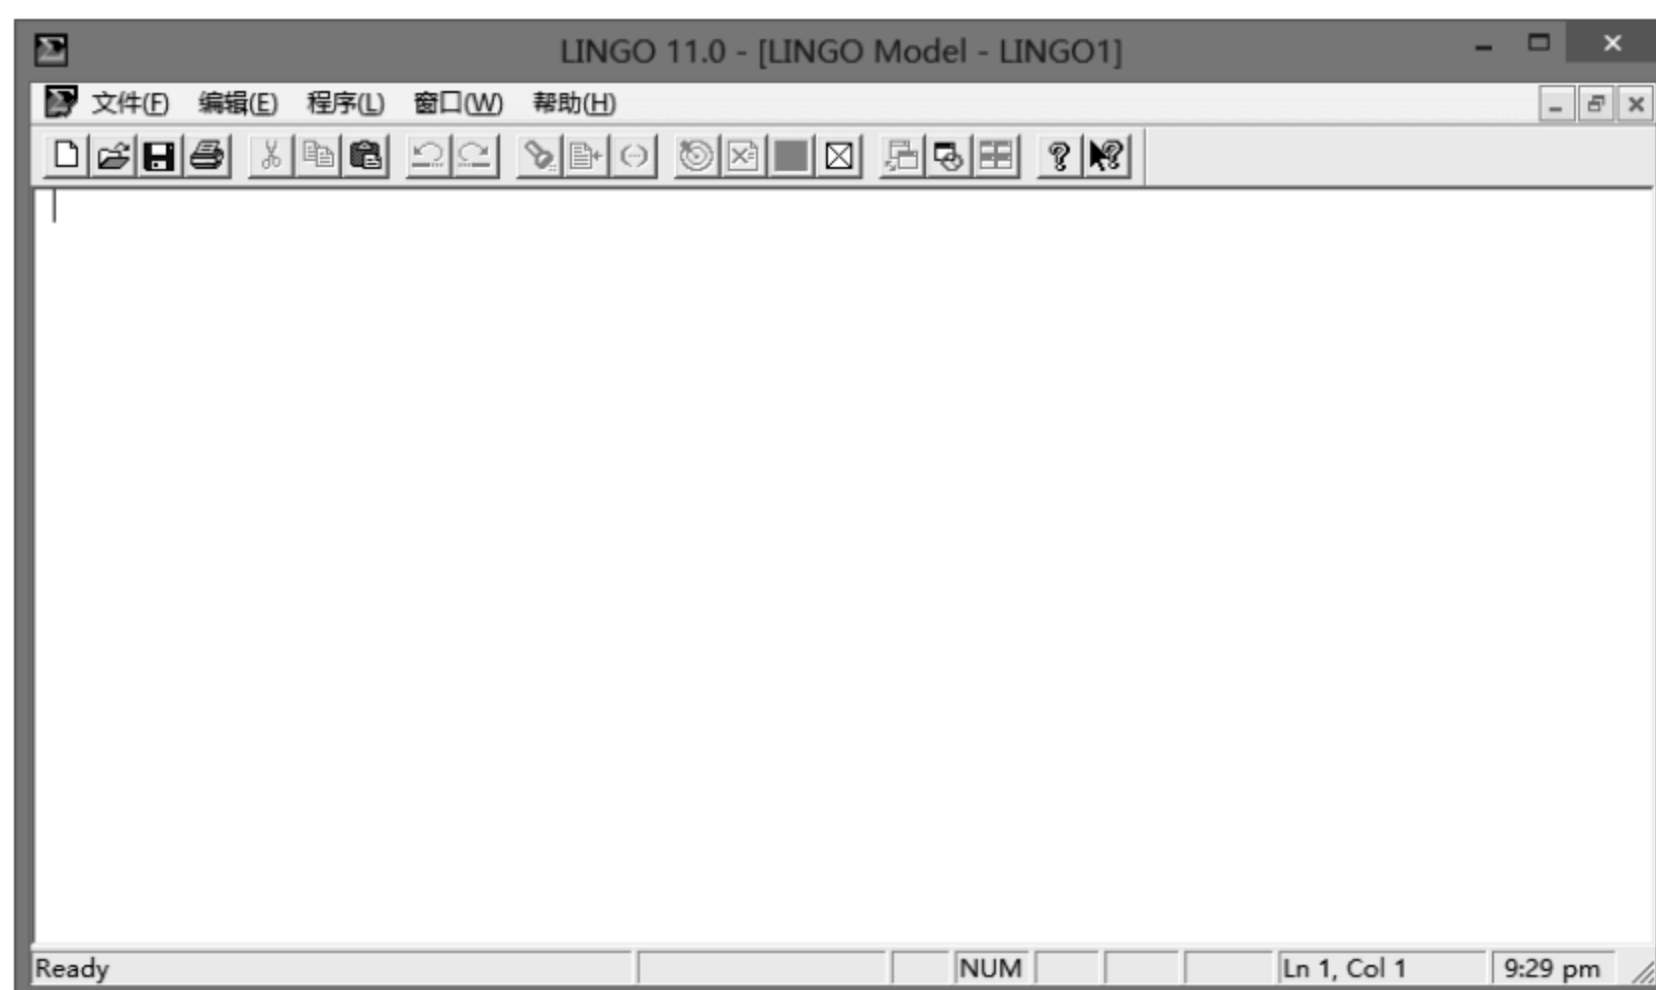 LINGO 11.0 - [LINGO Model - LINGO1]
文件(F) 编辑(E) 程序(L) 窗口(W) 帮助(H)
Ready NUM Ln 1, Col 1 9:29 pm